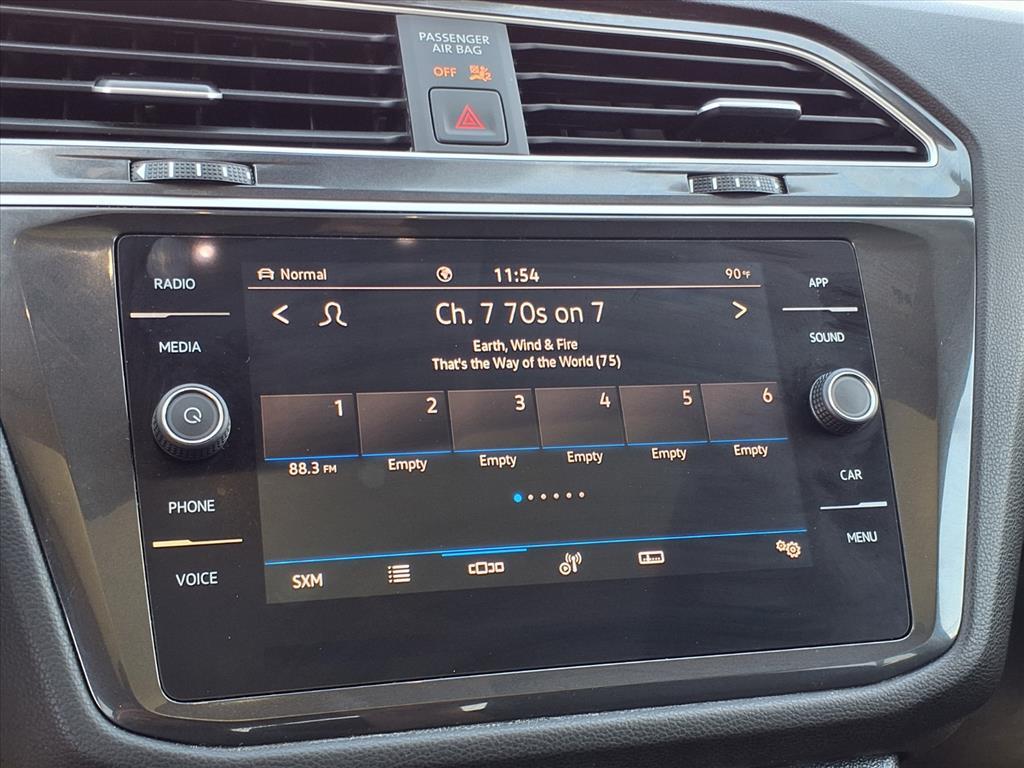 PASSENGER
AIR BAG
OFF
RADIO
MEDIA
PHONE
VOICE
Normal
11:54
90°F
< Ch. 7 70s on 7 >
Earth, Wind & Fire
That's the Way of the World (75)
1 2 3 4 5 6
88.3 FM Empty Empty Empty Empty Empty
SXM
APP
SOUND
CAR
MENU